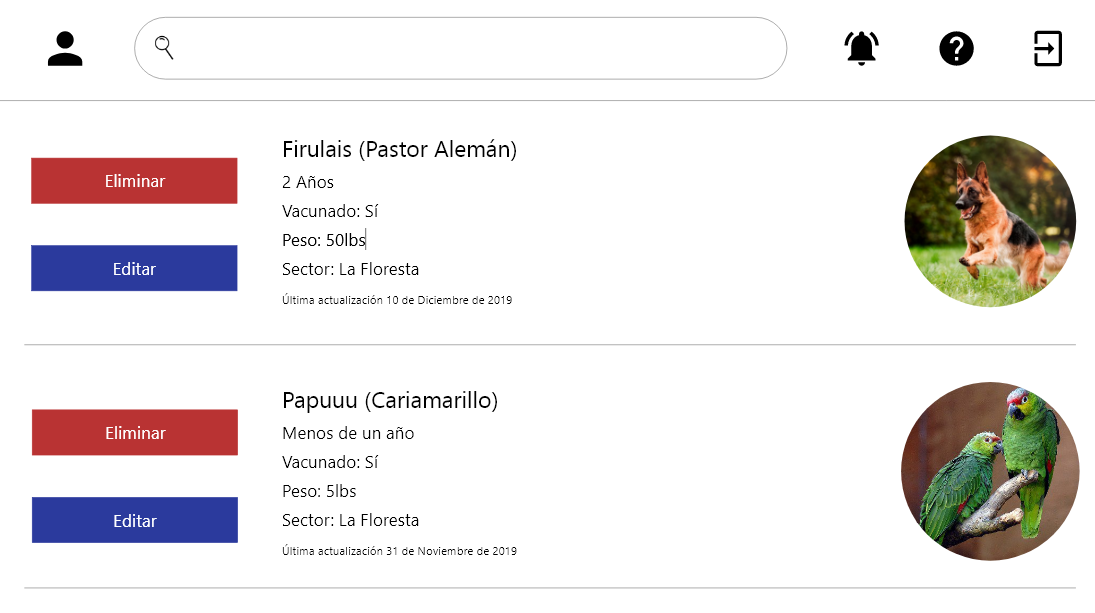 Eliminar
Editar
Firulais (Pastor Alemán)
2 Años
Vacunado: Sí
Peso: 50lbs
Sector: La Floresta
Última actualización 10 de Diciembre de 2019
Eliminar
Editar
Papuuu (Cariamarillo)
Menos de un año
Vacunado: Sí
Peso: 5lbs
Sector: La Floresta
Última actualización 31 de Noviembre de 2019